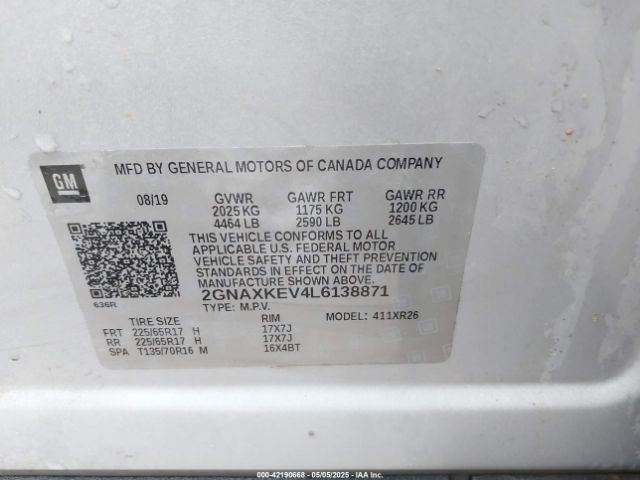 GM
MFD BY GENERAL MOTORS OF CANADA COMPANY
08/19 GVWR GAWR FRT GAWR RR
2025 KG 1175 KG 1200 KG
4464 LB 2590 LB 2645 LB
THIS VEHICLE CONFORMS TO ALL
APPLICABLE U.S. FEDERAL MOTOR
VEHICLE SAFETY AND THEFT PREVENTION
STANDARDS IN EFFECT ON THE DATE OF
MANUFACTURE SHOWN ABOVE.
2GNAXKEV4L6138871
636R
TYPE: M.P.V.
TIRE SIZE RIM MODEL: 411XR26
FRT 225/65R17 H 17X7J
RR 225/65R17 H 17X7J
SPA T135/70R16 M 16X4BT
000-42190668 - 05/05/2025 - IAA Inc. ©